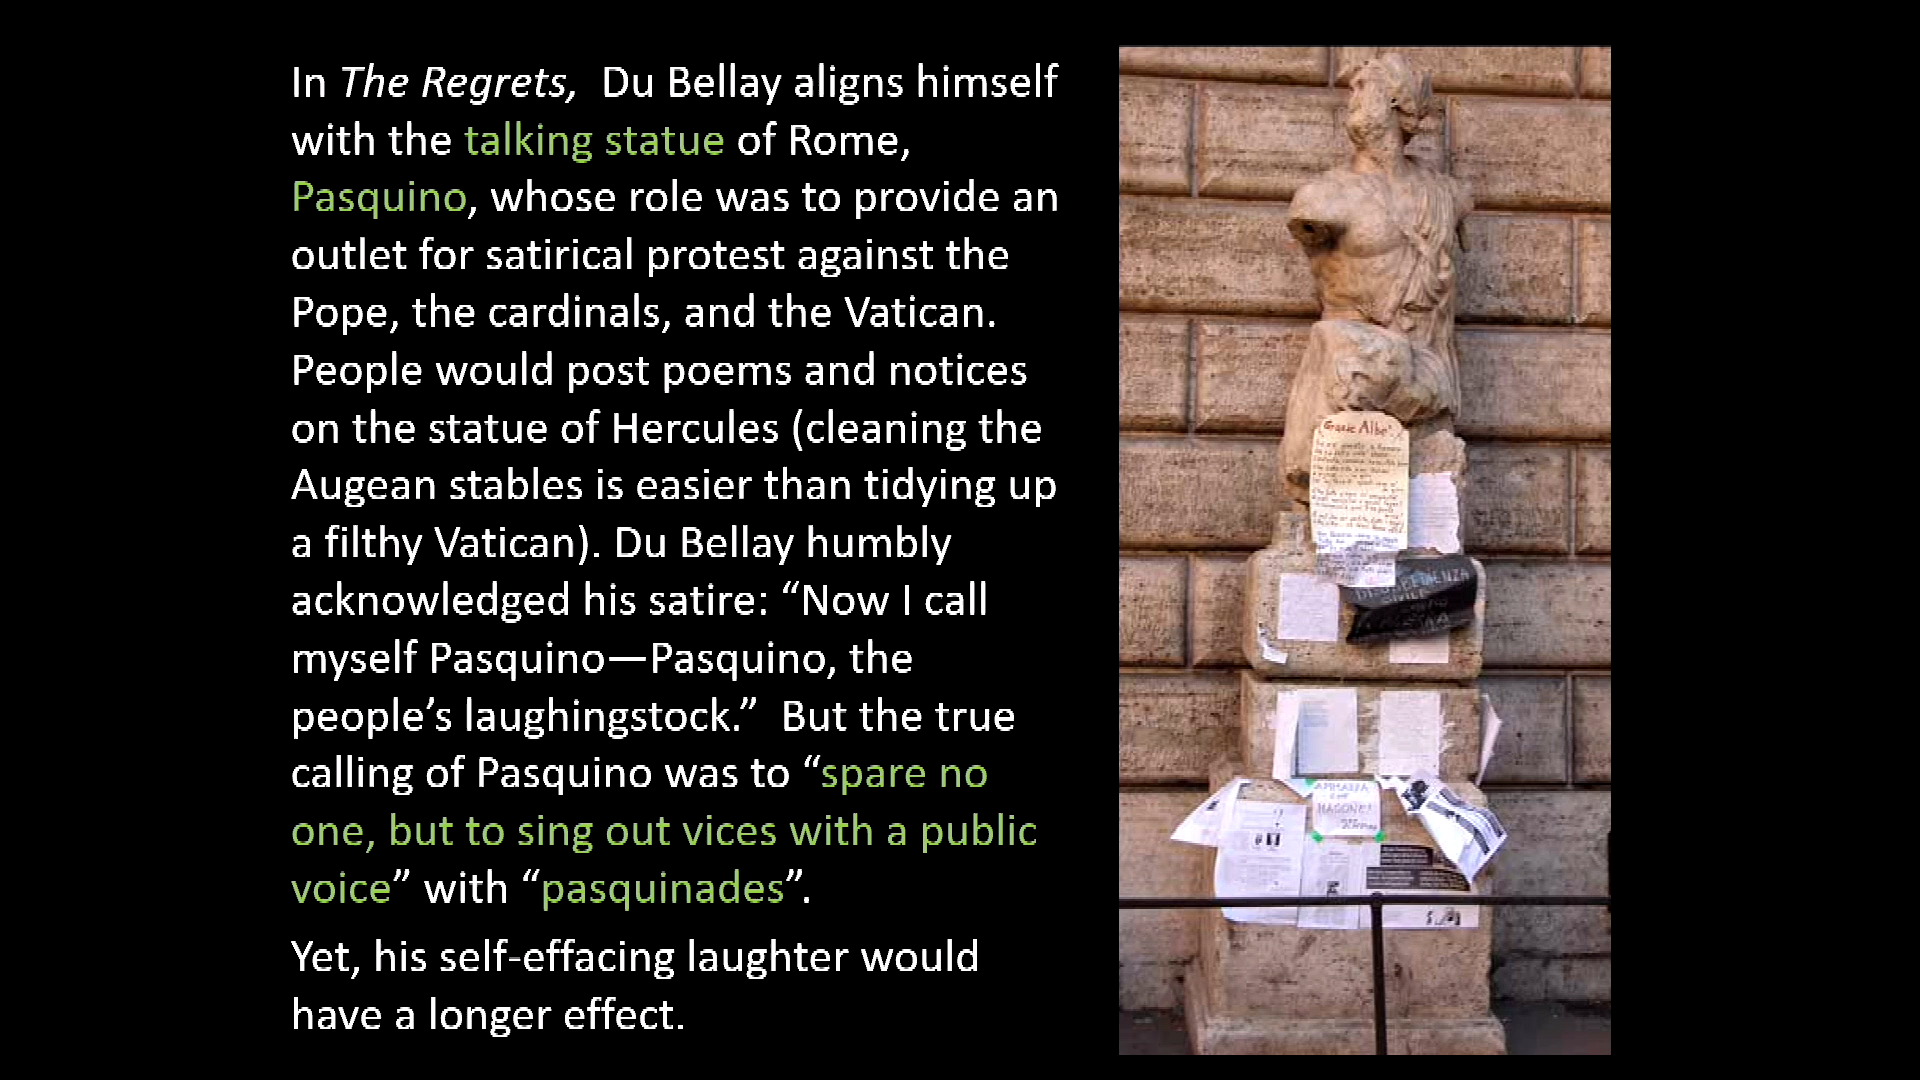 In The Regrets, Du Bellay aligns himself
with the talking statue of Rome,
Pasquino, whose role was to provide an
outlet for satirical protest against the
Pope, the cardinals, and the Vatican.
People would post poems and notices
on the statue of Hercules (cleaning the
Augean stables is easier than tidying up
a filthy Vatican). Du Bellay humbly
acknowledged his satire: “Now I call
myself Pasquino—Pasquino, the
people’s laughingstock.” But the true
calling of Pasquino was to “spare no
one, but to sing out vices with a public
voice” with “pasquinades”.
Yet, his self-effacing laughter would
have a longer effect.